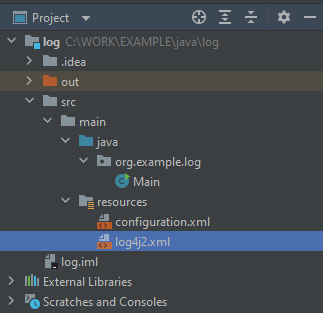 Project
log C:\WORK\EXAMPLE\java\log
.idea
out
src
main
java
org.example.log
Main
resources
configuration.xml
log4j2.xml
log.iml
External Libraries
Scratches and Consoles